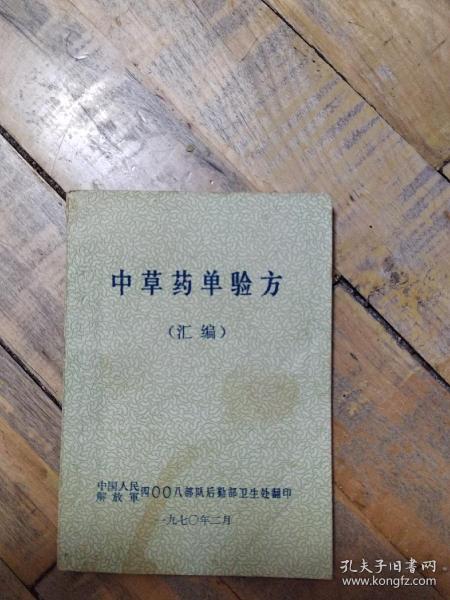 中草药单验方
（汇编）
中国人民
解放軍四〇〇八部队后勤部卫生处翻印
一九七〇年二月
孔夫子旧书网
www.kongfz.com